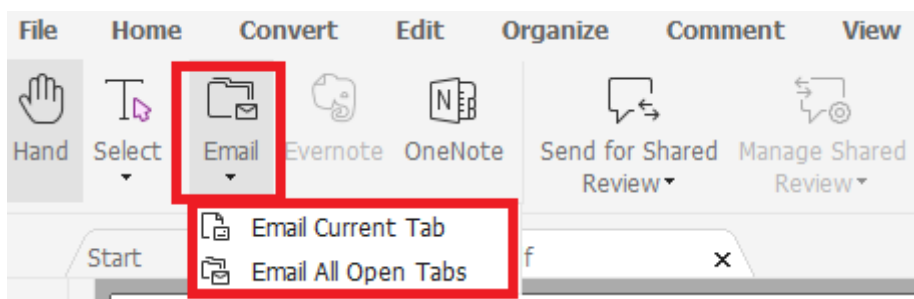 File Home Convert Edit Organize Comment View
Hand Select Email Evernote OneNote Send for Shared Review Manage Shared Review
Email Current Tab
Start f
Email All Open Tabs